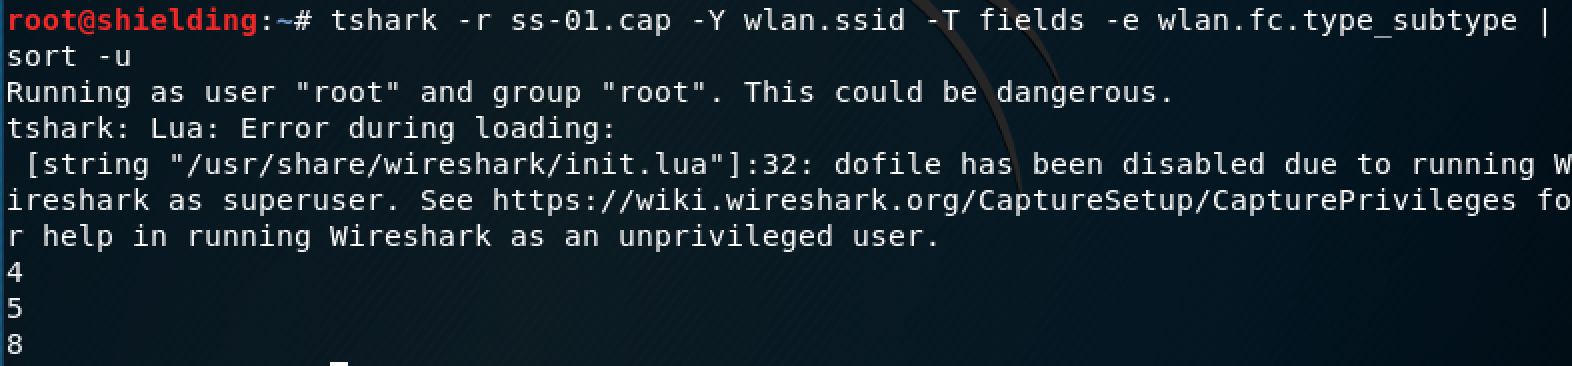 root@shielding:~# tshark -r ss-01.cap -Y wlan.ssid -T fields -e wlan.fc.type_subtype |
sort -u
Running as user "root" and group "root". This could be dangerous.
tshark: Lua: Error during loading:
 [string "/usr/share/wireshark/init.lua"]:32: dofile has been disabled due to running W
ireshark as superuser. See https://wiki.wireshark.org/CaptureSetup/CapturePrivileges fo
r help in running Wireshark as an unprivileged user.
4
5
8